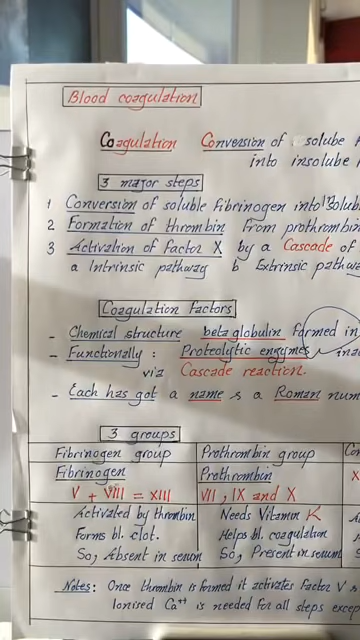 Blood coagulation
Coagulation Conversion of solube
into insolube
3 major steps
1 Conversion of soluble fibrinogen into
2 Formation of thrombin from prothrombin
3 Activation of Factor X by a Cascade of
a Intrinsic pathway b Extrinsic pathway
Coagulation factors
- Chemical structure beta globulin formed in
- Functionally : Proteolytic enzymes
via Cascade reaction.
- Each has got a name & a Roman num
3 groups
Fibrinogen group Prothrombin group
Fibrinogen Prothrombin
V + VIII = XIII VII, IX and X
Activated by thrombin Needs Vitamin K
Forms bl. clot. Helps bl. coagulation
So, Absent in serum So, Present in serum
Notes: Once thrombin is formed it activates factor V &
Ionised Ca++ is needed for all steps except